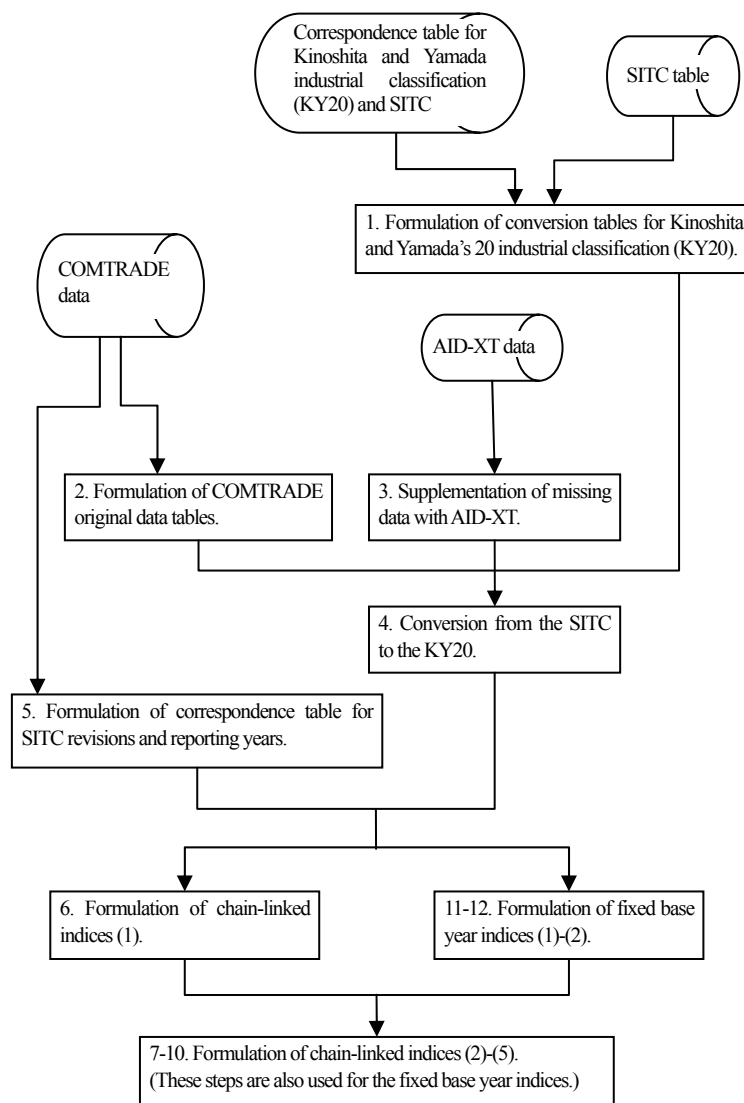 Correspondence table for
Kinoshita and Yamada
industrial classification
(KY20) and SITC
SITC table
1. Formulation of conversion tables for Kinoshita
and Yamada's 20 industrial classification (KY20).
COMTRADE
data
AID-XT data
2. Formulation of COMTRADE
original data tables.
3. Supplementation of missing
data with AID-XT.
4. Conversion from the SITC
to the KY20.
5. Formulation of correspondence table for
SITC revisions and reporting years.
6. Formulation of chain-linked
indices (1).
11-12. Formulation of fixed base
year indices (1)-(2).
7-10. Formulation of chain-linked indices (2)-(5).
(These steps are also used for the fixed base year indices.)